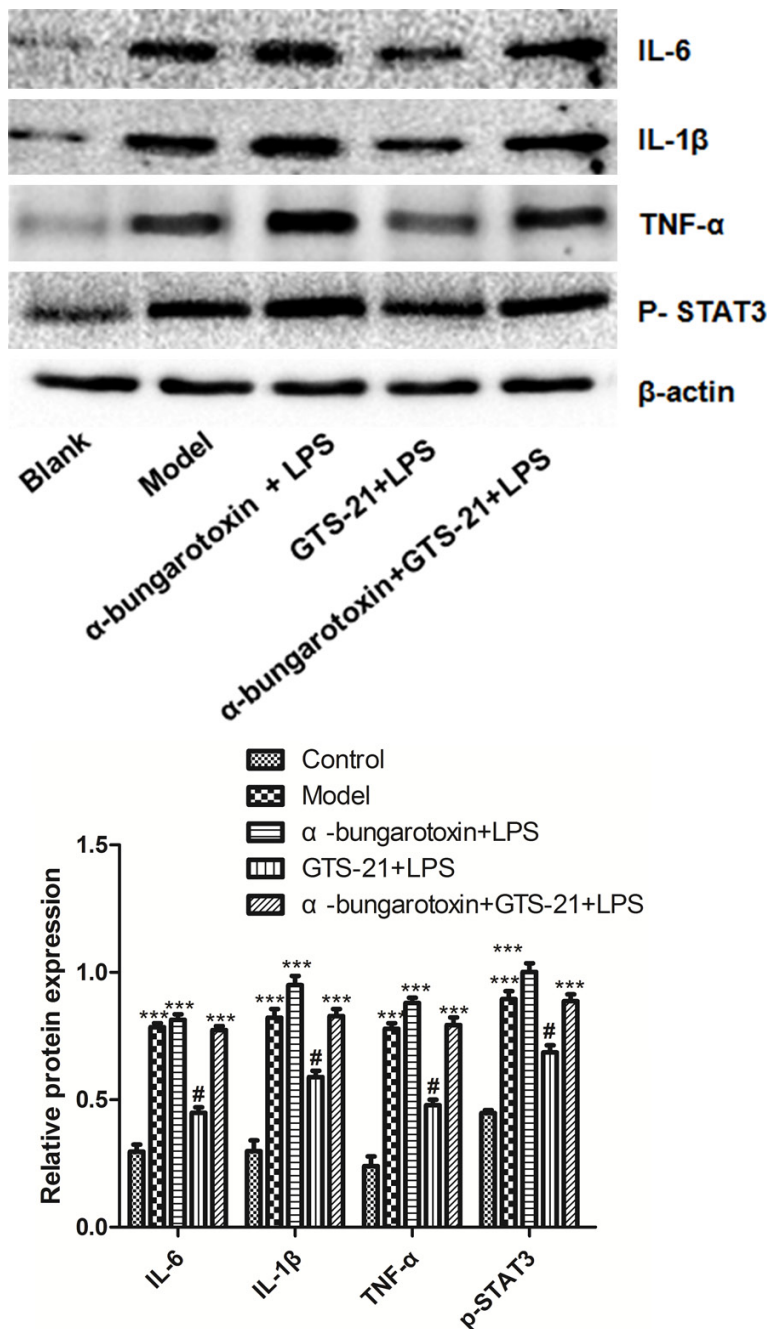 IL-6
IL-1β
TNF-α
P- STAT3
β-actin
Blank
Model
α-bungarotoxin + LPS
GTS-21+LPS
α-bungarotoxin+GTS-21+LPS
Control
Model
α -bungarotoxin+LPS
GTS-21+LPS
α -bungarotoxin+GTS-21+LPS
Relative protein expression
1.5
1.0
0.5
0.0
*** *** # ***
*** *** # ***
*** *** # ***
*** *** # ***
IL-6
IL-1β
TNF-α
p-STAT3